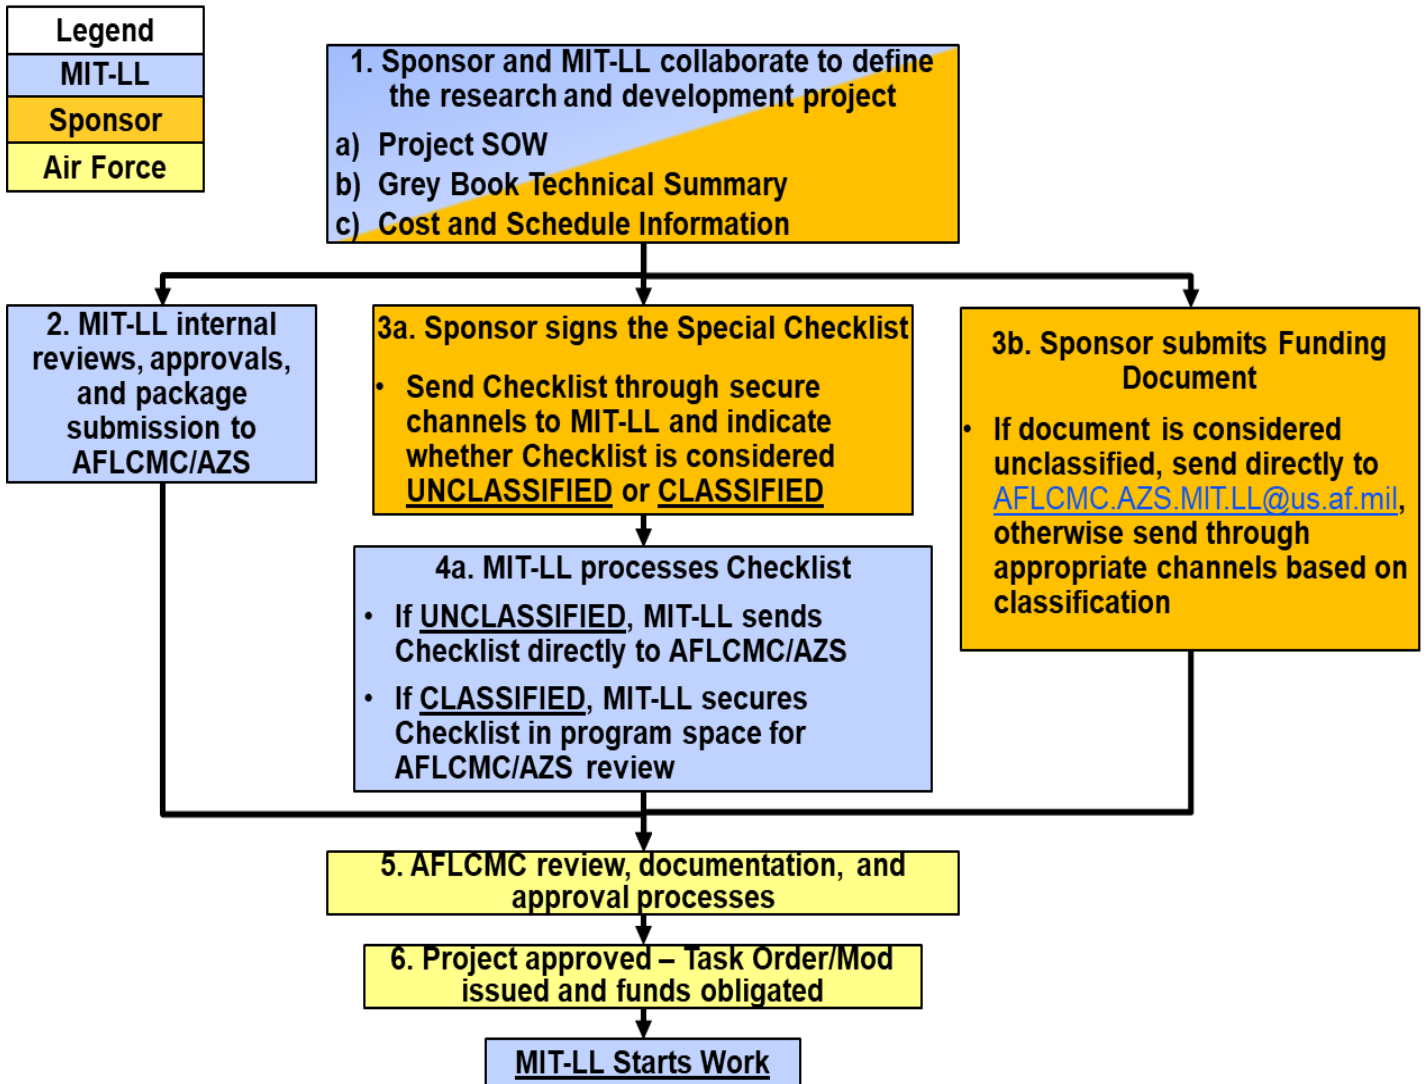 Legend
MIT-LL
Sponsor
Air Force
1. Sponsor and MIT-LL collaborate to define
the research and development project
a) Project SOW
b) Grey Book Technical Summary
c) Cost and Schedule Information
2. MIT-LL internal
reviews, approvals,
and package
submission to
AFLCMC/AZS
3a. Sponsor signs the Special Checklist
• Send Checklist through secure
channels to MIT-LL and indicate
whether Checklist is considered
UNCLASSIFIED or CLASSIFIED
3b. Sponsor submits Funding
Document
• If document is considered
unclassified, send directly to
AFLCMC.AZS.MIT.LL@us.af.mil,
otherwise send through
appropriate channels based on
classification
4a. MIT-LL processes Checklist
• If UNCLASSIFIED, MIT-LL sends
Checklist directly to AFLCMC/AZS
• If CLASSIFIED, MIT-LL secures
Checklist in program space for
AFLCMC/AZS review
5. AFLCMC review, documentation, and
approval processes
6. Project approved – Task Order/Mod
issued and funds obligated
MIT-LL Starts Work